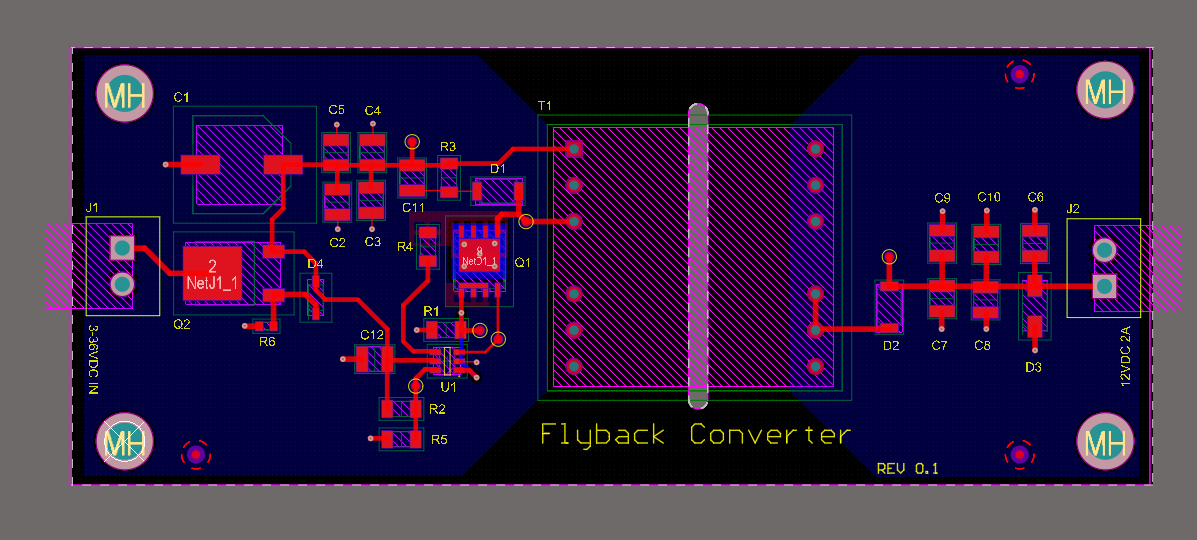 MH
MH
C1
C5
C4
T1
R3
D1
C2
C3
C11
J1
R4
8
NetJ1_1
Q1
2
NetJ1_1
D4
Q2
R6
R1
C12
U1
R2
R5
3-36VDC IN
MH
C9
C10
C6
J2
D2
C7
C8
D3
12VDC 2A
MH
Flyback Converter
REV 0.1